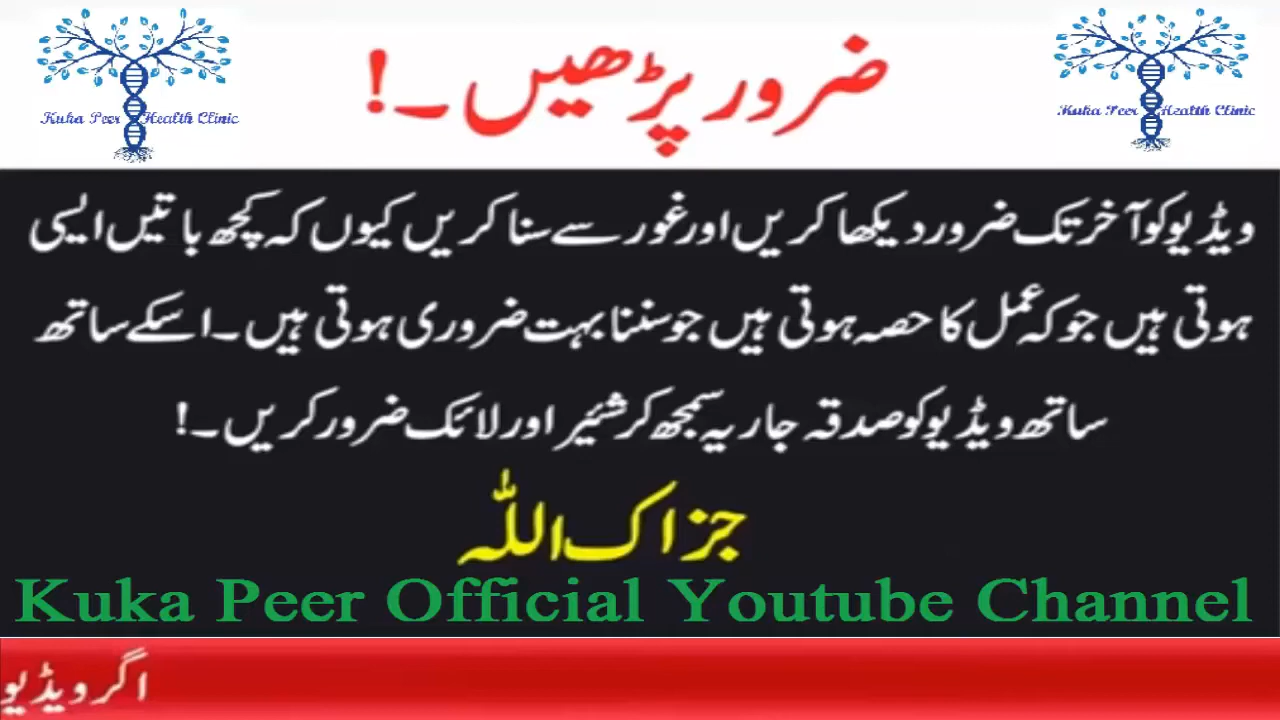 Kuka Peer Health Clinic
Kuka Peer Health Clinic
ضرور پڑھیں۔!
ویڈیو کو آخر تک ضرور دیکھا کریں اور غور سے سنا کریں کیوں کہ کچھ باتیں ایسی
ہوتی ہیں جو کہ عمل کا حصہ ہوتی ہیں جو سننا بہت ضروری ہوتی ہیں۔ اسکے ساتھ
ساتھ ویڈیو کو صدقہ جاریہ سمجھ کر شئیر اور لائک ضرور کریں۔!
جزاک اللہ
Kuka Peer Official Youtube Channel
اگر ویڈیو